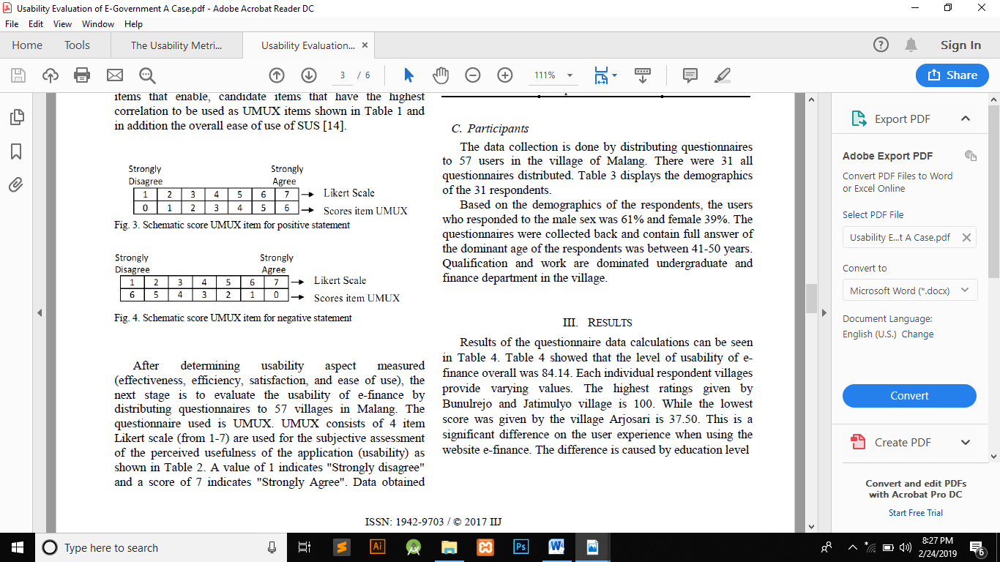 Usability Evaluation of E-Government A Case.pdf - Adobe Acrobat Reader DC
File Edit View Window Help
Home Tools The Usability Metri... Usability Evaluation... × Sign In
3 / 6 111% Share
items that enable, candidate items that have the highest
correlation to be used as UMUX items shown in Table 1 and
in addition the overall ease of use of SUS [14].
Strongly Disagree Strongly Agree
1 2 3 4 5 6 7 Likert Scale
0 1 2 3 4 5 6 Scores item UMUX
Fig. 3. Schematic score UMUX item for positive statement
Strongly Disagree Strongly Agree
1 2 3 4 5 6 7 Likert Scale
6 5 4 3 2 1 0 Scores item UMUX
Fig. 4. Schematic score UMUX item for negative statement
After determining usability aspect measured
(effectiveness, efficiency, satisfaction, and ease of use), the
next stage is to evaluate the usability of e-finance by
distributing questionnaires to 57 villages in Malang. The
questionnaire used is UMUX. UMUX consists of 4 item
Likert scale (from 1-7) are used for the subjective assessment
of the perceived usefulness of the application (usability) as
shown in Table 2. A value of 1 indicates "Strongly disagree"
and a score of 7 indicates "Strongly Agree". Data obtained
C. Participants
The data collection is done by distributing questionnaires
to 57 users in the village of Malang. There were 31 all
questionnaires distributed. Table 3 displays the demographics
of the 31 respondents.
Based on the demographics of the respondents, the users
who responded to the male sex was 61% and female 39%. The
questionnaires were collected back and contain full answer of
the dominant age of the respondents was between 41-50 years.
Qualification and work are dominated undergraduate and
finance department in the village.
III. RESULTS
Results of the questionnaire data calculations can be seen
in Table 4. Table 4 showed that the level of usability of e-
finance overall was 84.14. Each individual respondent villages
provide varying values. The highest ratings given by
Bunulrejo and Jatimulyo village is 100. While the lowest
score was given by the village Arjosari is 37.50. This is a
significant difference on the user experience when using the
website e-finance. The difference is caused by education level
ISSN: 1942-9703 / © 2017 IIJ
Export PDF
Adobe Export PDF
Convert PDF Files to Word
or Excel Online
Select PDF File
Usability E...t A Case.pdf
Convert to
Microsoft Word (*.docx)
Document Language:
English (U.S.) Change
Convert
Create PDF
Convert and edit PDFs
with Acrobat Pro DC
Start Free Trial
Type here to search
Ai
Ps
W
8:27 PM
2/24/2019
6